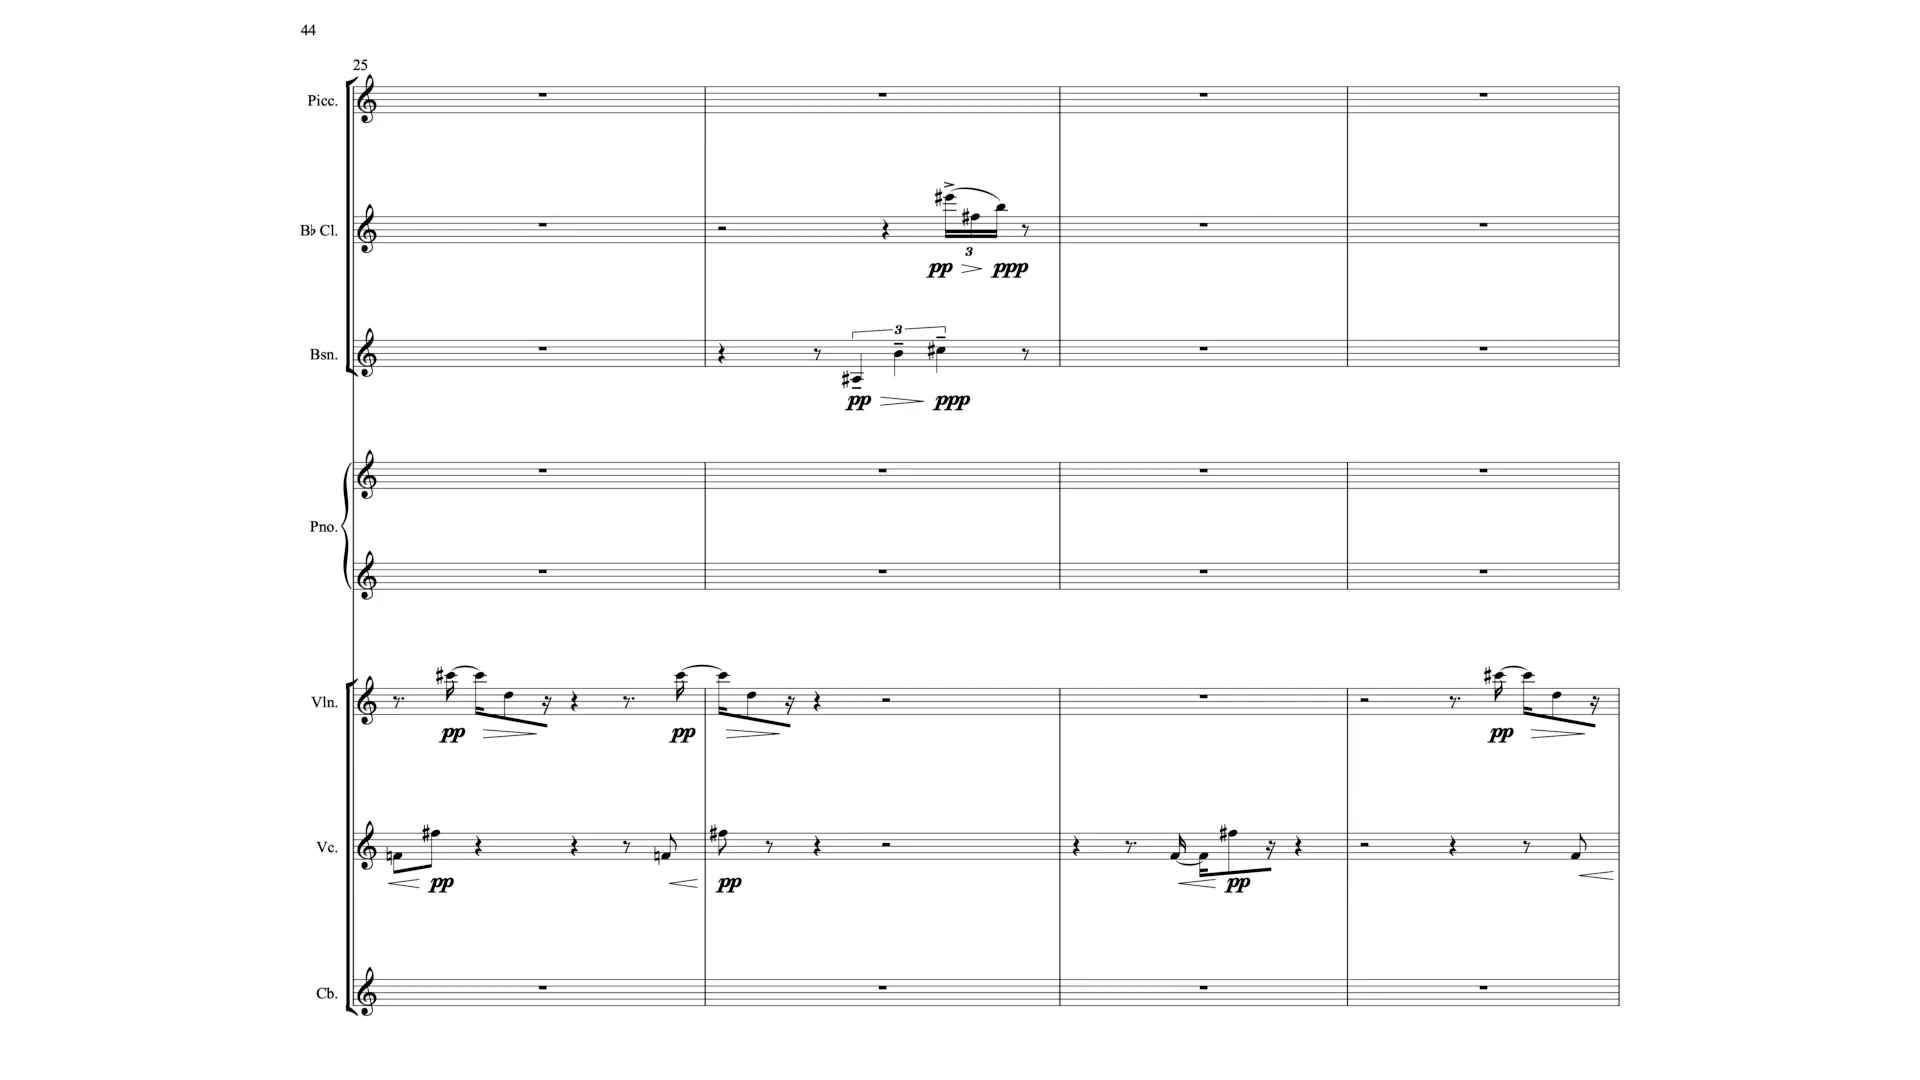 44
25
Picc.
B♭ Cl.
3
pp ppp
Bsn.
3
pp ppp
Pno.
Vln.
pp pp pp
Vc.
pp pp pp
Cb.